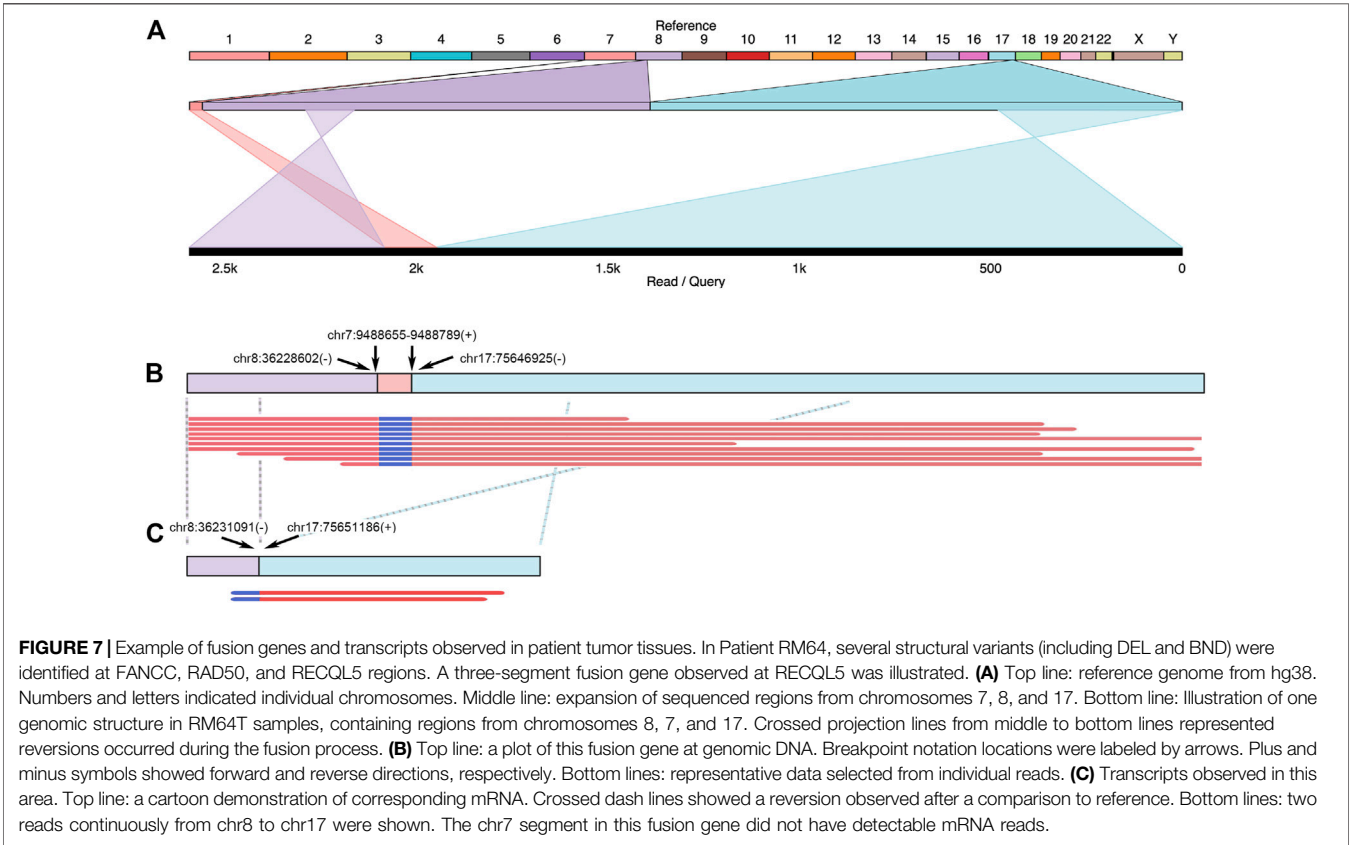 A
Reference
1 2 3 4 5 6 7 8 9 10 11 12 13 14 15 16 17 18 19 20 21 22 X Y
2.5k 2k 1.5k 1k 500 0
Read / Query
chr7:9488655-9488789(+)
chr8:36228602(-) chr17:75646925(-)
B
chr8:36231091(-) chr17:75651186(+)
C
FIGURE 7 | Example of fusion genes and transcripts observed in patient tumor tissues. In Patient RM64, several structural variants (including DEL and BND) were
identified at FANCC, RAD50, and RECQL5 regions. A three-segment fusion gene observed at RECQL5 was illustrated. (A) Top line: reference genome from hg38.
Numbers and letters indicated individual chromosomes. Middle line: expansion of sequenced regions from chromosomes 7, 8, and 17. Bottom line: Illustration of one
genomic structure in RM64T samples, containing regions from chromosomes 8, 7, and 17. Crossed projection lines from middle to bottom lines represented
reversions occurred during the fusion process. (B) Top line: a plot of this fusion gene at genomic DNA. Breakpoint notation locations were labeled by arrows. Plus and
minus symbols showed forward and reverse directions, respectively. Bottom lines: representative data selected from individual reads. (C) Transcripts observed in this
area. Top line: a cartoon demonstration of corresponding mRNA. Crossed dash lines showed a reversion observed after a comparison to reference. Bottom lines: two
reads continuously from chr8 to chr17 were shown. The chr7 segment in this fusion gene did not have detectable mRNA reads.